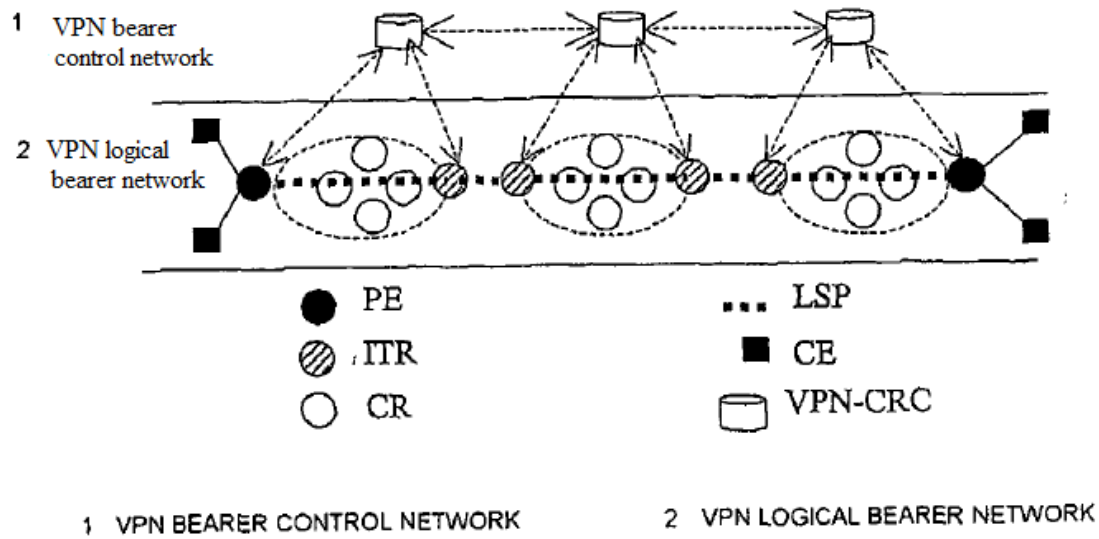 1 VPN bearer
control network
2 VPN logical
bearer network
PE
LSP
ITR
CE
CR
VPN-CRC
1 VPN BEARER CONTROL NETWORK
2 VPN LOGICAL BEARER NETWORK